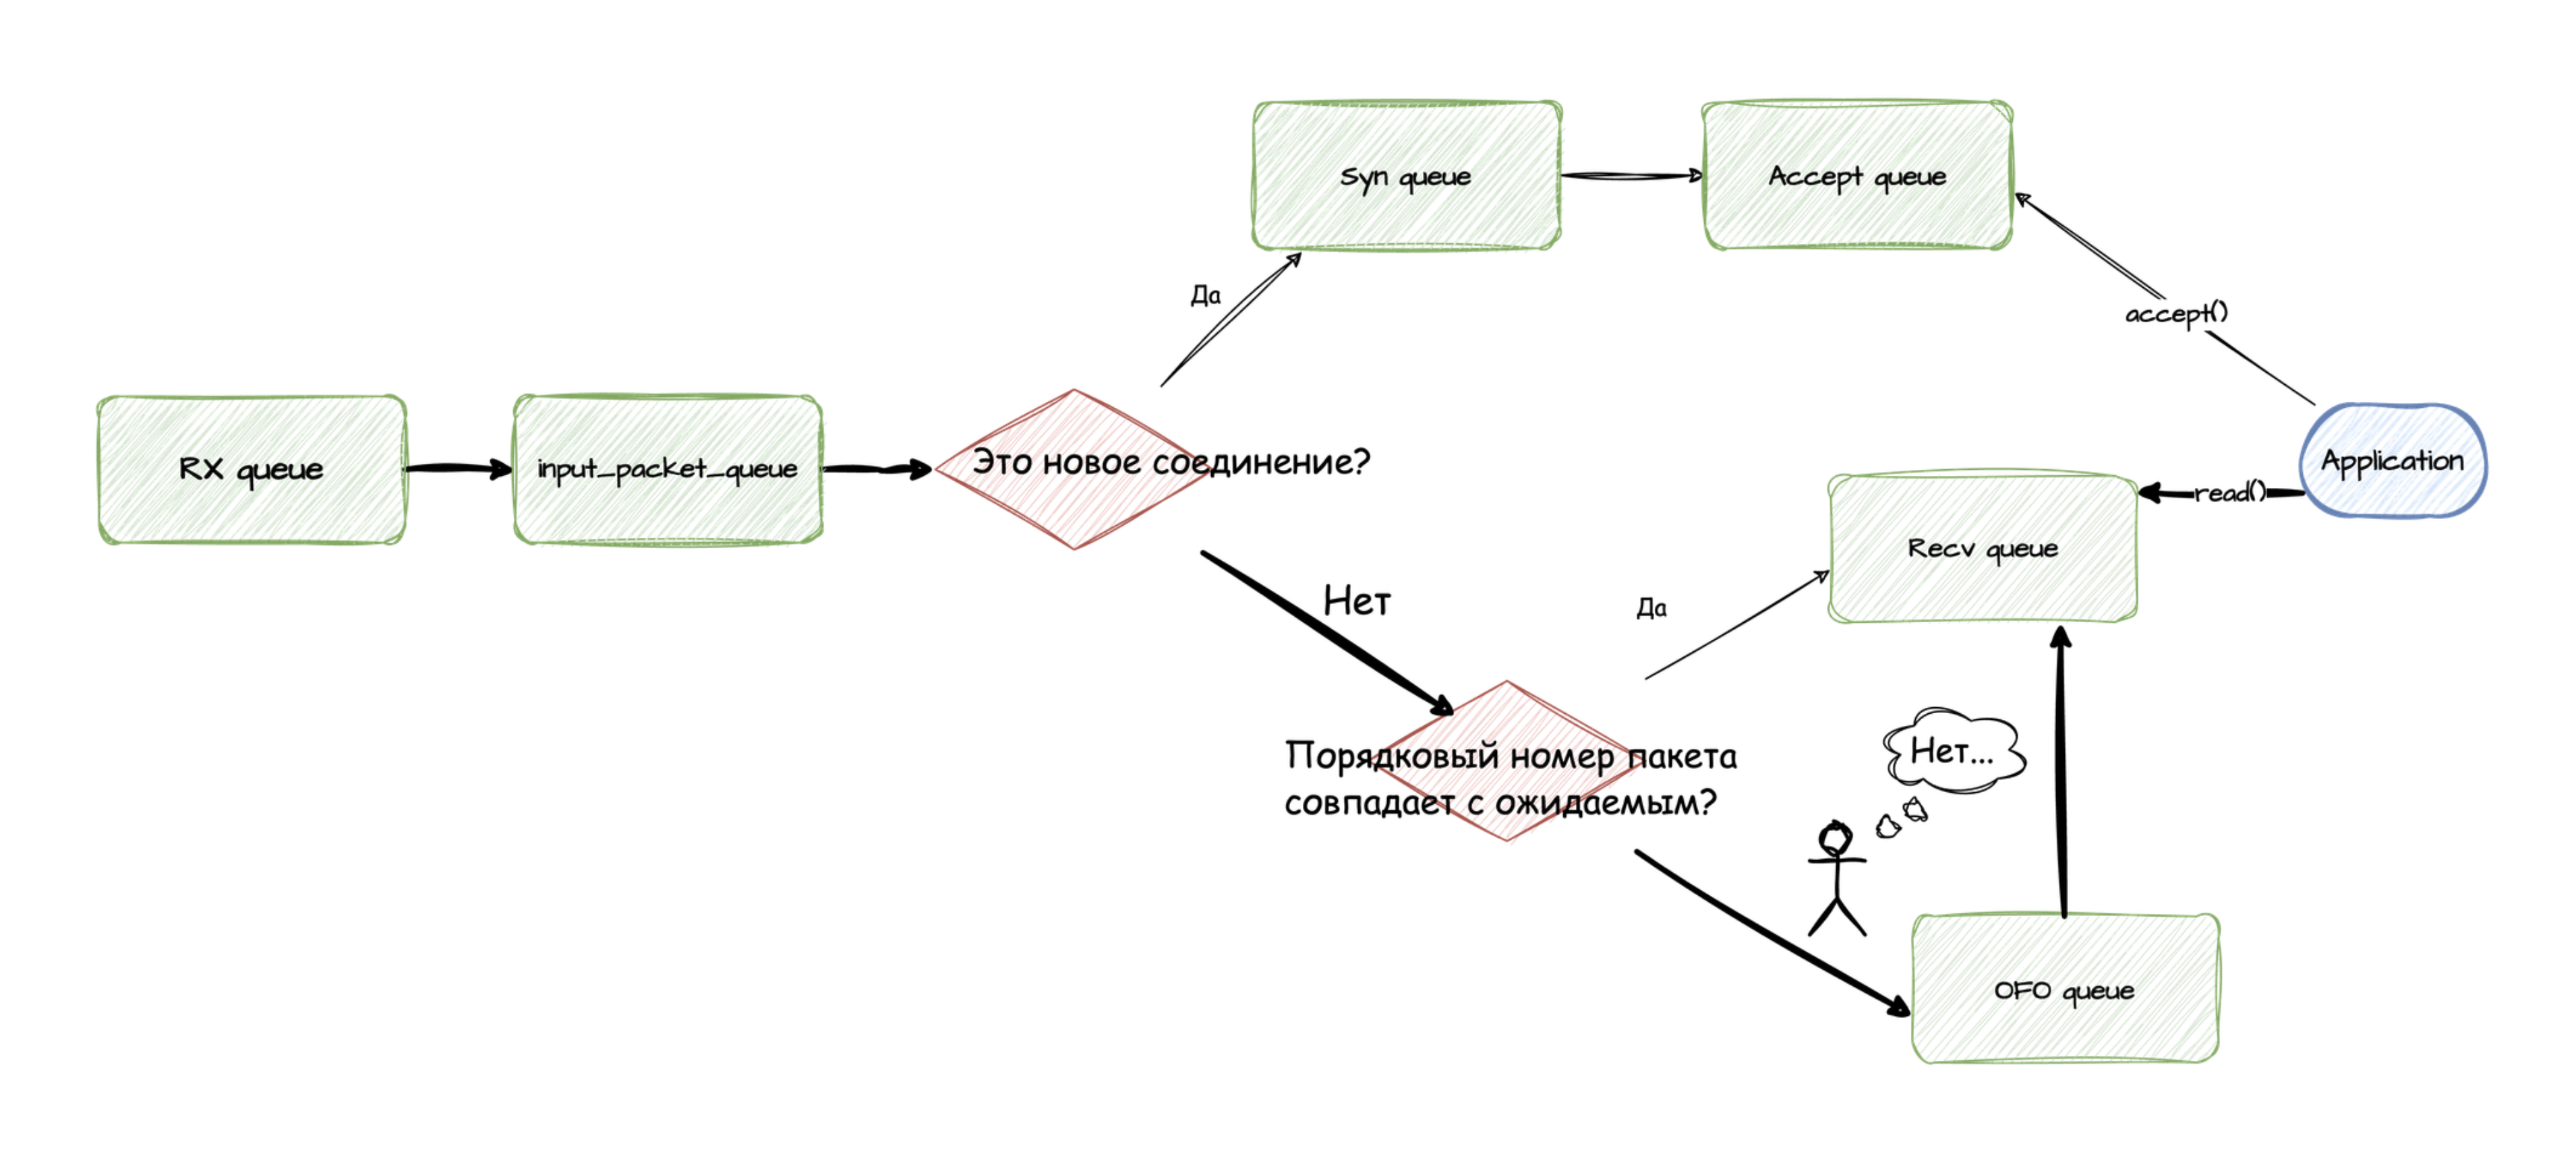 Syn queue
Accept queue
Да
accept()
RX queue
input_packet_queue
Это новое соединение?
Application
read()
Recv queue
Нет
Да
Порядковый номер пакета
совпадает с ожидаемым?
Нет...
OFO queue